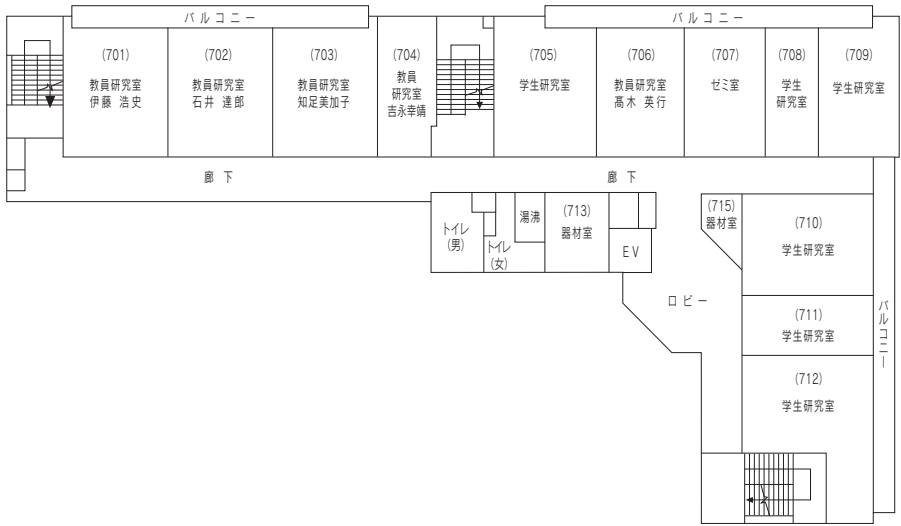 バルコニー
バルコニー
(701)
教員研究室
伊藤 浩史
(702)
教員研究室
石井 達郎
(703)
教員研究室
知足美加子
(704)
教員
研究室
吉永幸靖
(705)
学生研究室
(706)
教員研究室
髙木 英行
(707)
ゼミ室
(708)
学生
研究室
(709)
学生研究室
廊 下
廊 下
トイレ
(男)
トイレ
(女)
湯沸
(713)
器材室
EV
(715)
器材室
(710)
学生研究室
ロビー
(711)
学生研究室
バルコニー
(712)
学生研究室